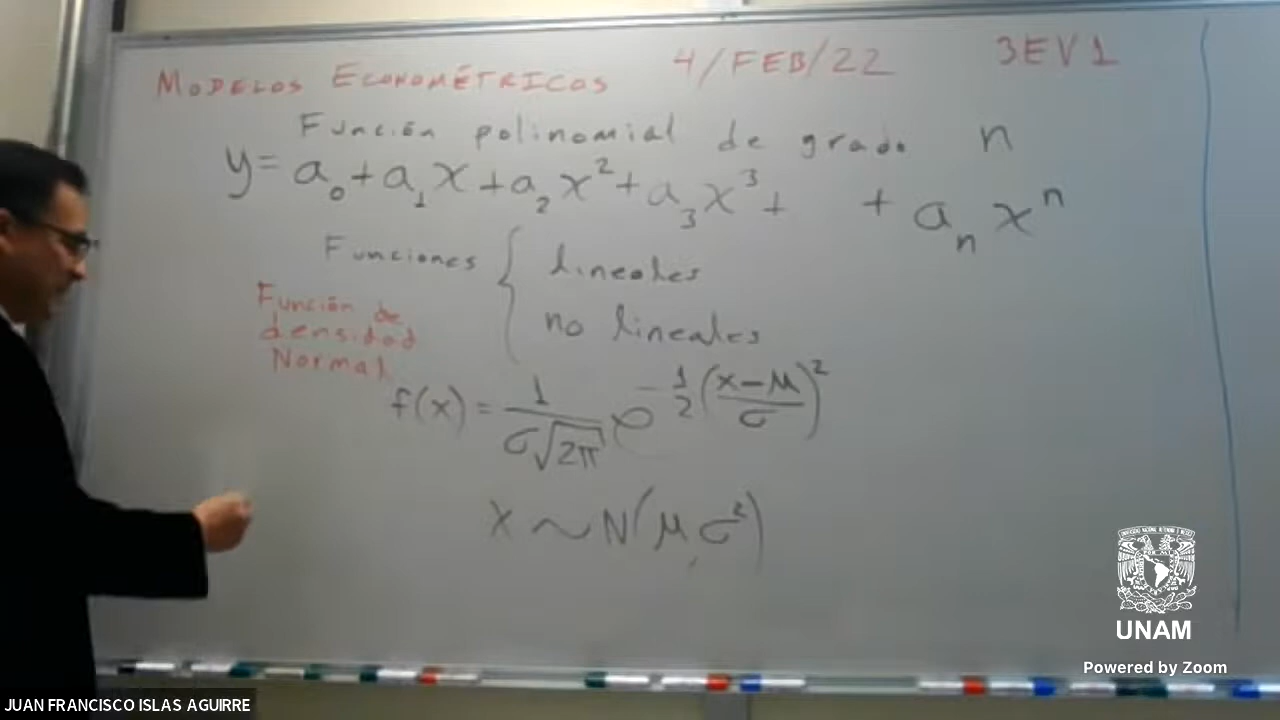 MODELOS ECONOMÉTRICOS 4/FEB/22 3EV1
Función polinomial de grado n
y = a₀ + a₁x + a₂x² + a₃x³ + + aₙxⁿ
Funciones { lineales
no lineales
Función de
densidad
Normal
f(x) = 1/(σ√2π) e^(-1/2((x-μ)/σ)²)
X ~ N(μ, σ²)
UNAM
Powered by Zoom
JUAN FRANCISCO ISLAS AGUIRRE